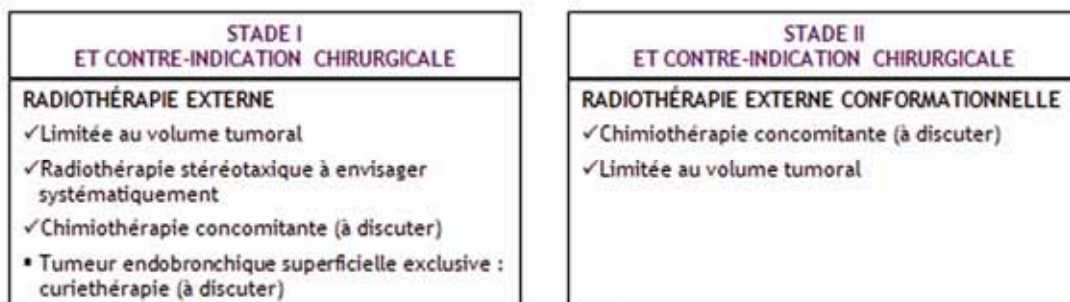 STADE I
ET CONTRE-INDICATION CHIRURGICALE
RADIOTHÉRAPIE EXTERNE
✓Limitée au volume tumoral
✓Radiothérapie stéréotaxique à envisager
systématiquement
✓Chimiothérapie concomitante (à discuter)
▪ Tumeur endobronchique superficielle exclusive :
curiethérapie (à discuter)
STADE II
ET CONTRE-INDICATION CHIRURGICALE
RADIOTHÉRAPIE EXTERNE CONFORMATIONNELLE
✓Chimiothérapie concomitante (à discuter)
✓Limitée au volume tumoral